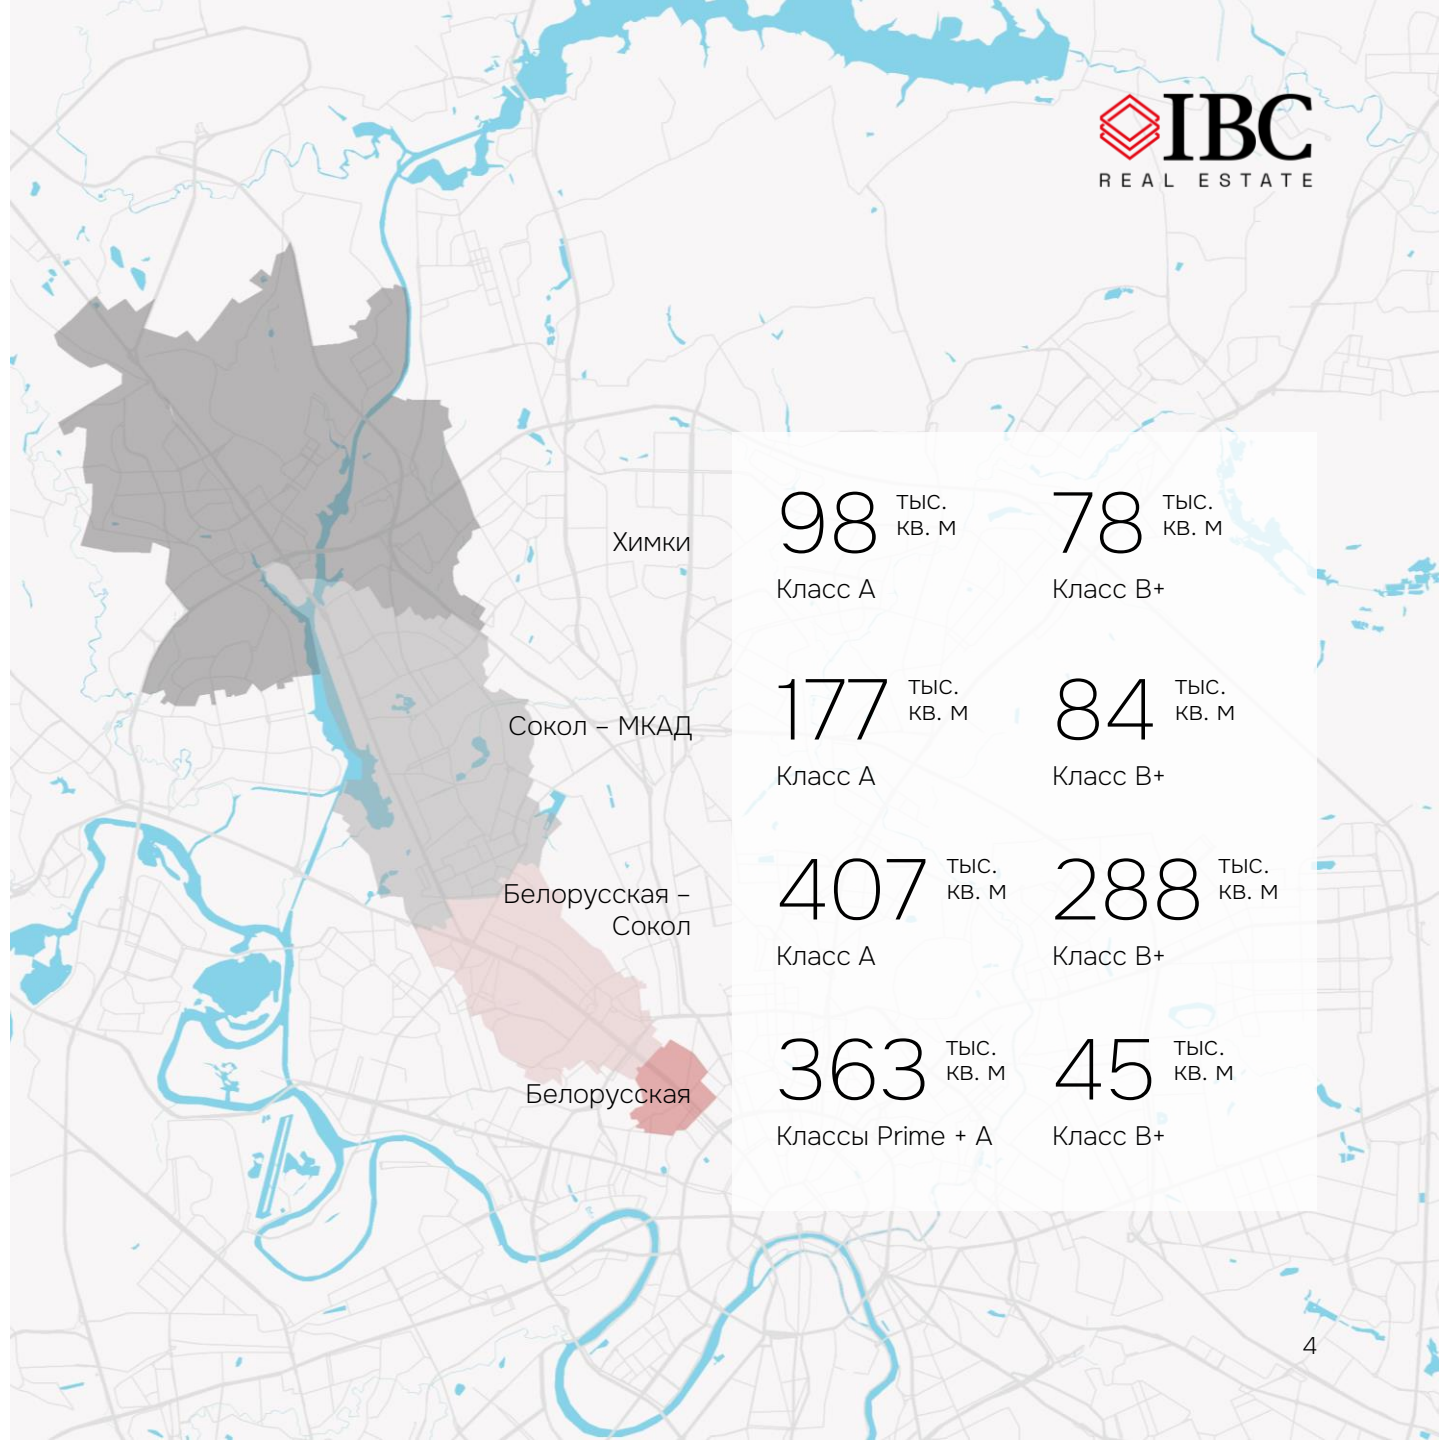 IBC
REAL ESTATE
Химки
98 тыс. кв. м
Класс А
78 тыс. кв. м
Класс B+
Сокол – МКАД
177 тыс. кв. м
Класс А
84 тыс. кв. м
Класс B+
Белорусская –
Сокол
407 тыс. кв. м
Класс А
288 тыс. кв. м
Класс B+
Белорусская
363 тыс. кв. м
Классы Prime + A
45 тыс. кв. м
Класс B+
4